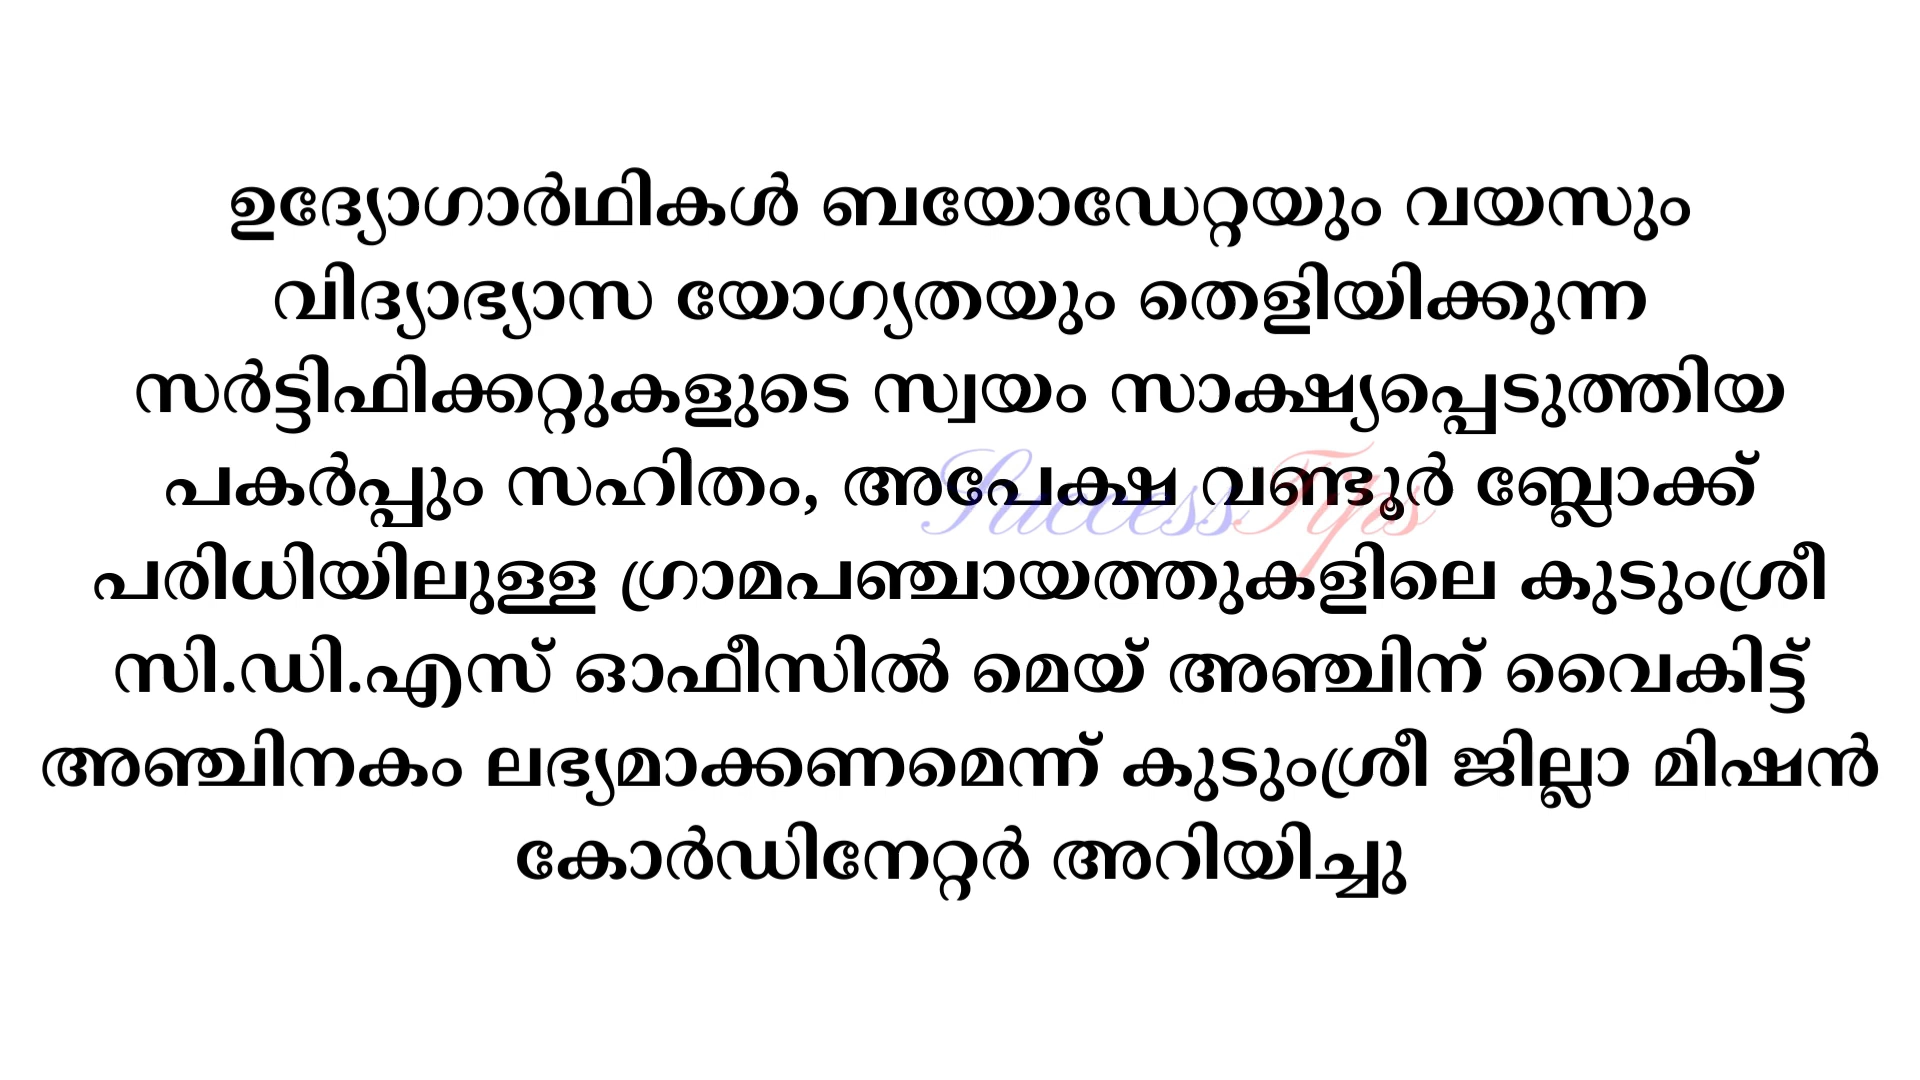 ഉദ്യോഗാർഥികൾ ബയോഡേറ്റയും വയസും
വിദ്യാഭ്യാസ യോഗ്യതയും തെളിയിക്കുന്ന
സർട്ടിഫിക്കറ്റുകളുടെ സ്വയം സാക്ഷ്യപ്പെടുത്തിയ
പകർപ്പും സഹിതം, അപേക്ഷ വണ്ടൂർ ബ്ലോക്ക്
SuccessTips
പരിധിയിലുള്ള ഗ്രാമപഞ്ചായത്തുകളിലെ കുടുംശ്രീ
സി.ഡി.എസ് ഓഫീസിൽ മെയ് അഞ്ചിന് വൈകിട്ട്
അഞ്ചിനകം ലഭ്യമാക്കണമെന്ന് കുടുംശ്രീ ജില്ലാ മിഷൻ
കോർഡിനേറ്റർ അറിയിച്ചു